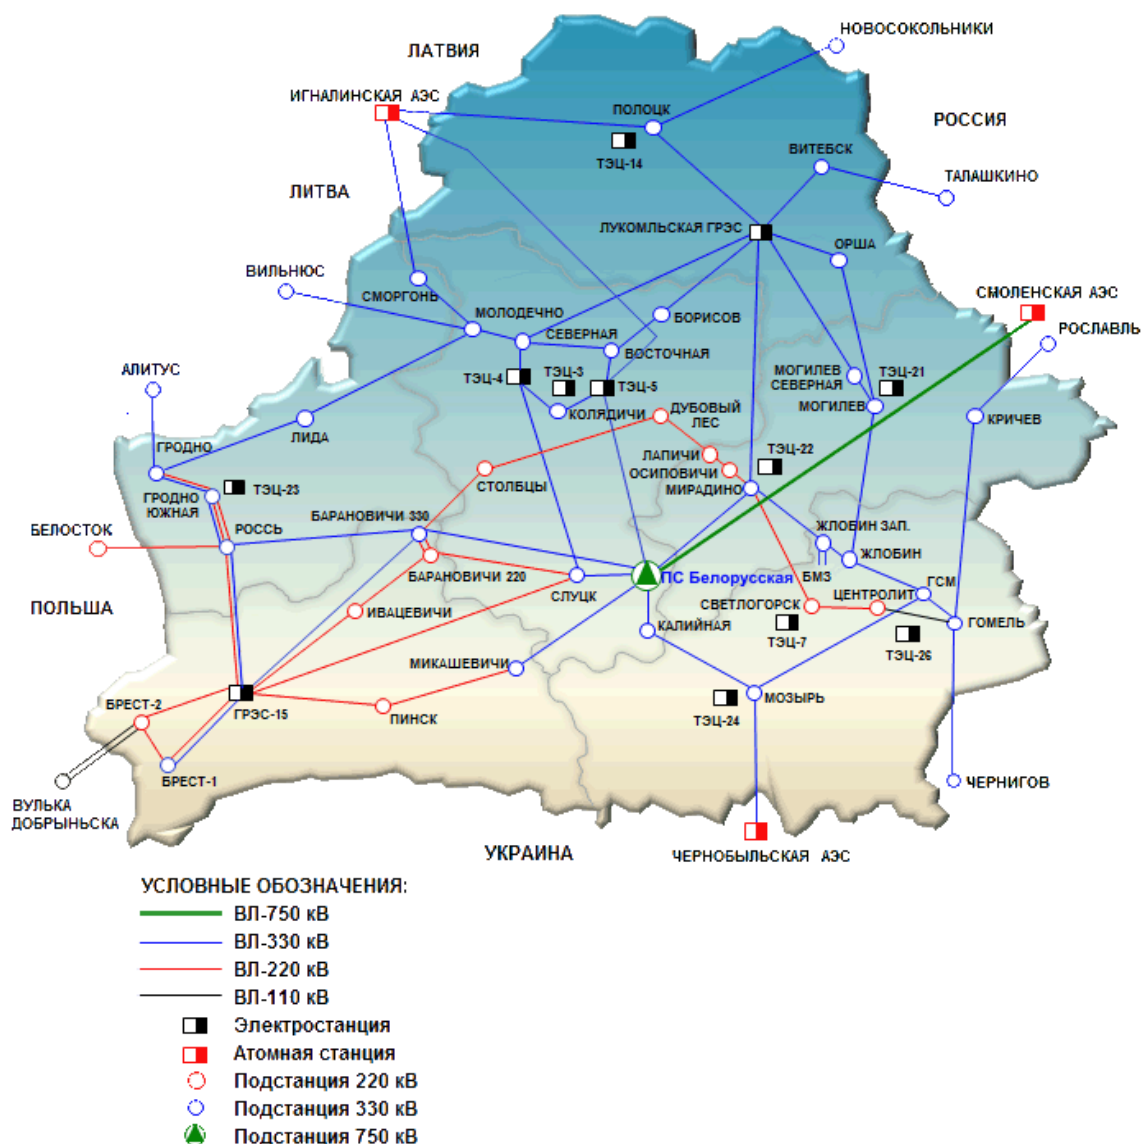 НОВОСОКОЛЬНИКИ
ЛАТВИЯ
ИГНАЛИНСКАЯ АЭС
ПОЛОЦК
РОССИЯ
ВИТЕБСК
ТЭЦ-14
ТАЛАШКИНО
ЛИТВА
ЛУКОМЛЬСКАЯ ГРЭС
ОРША
ВИЛЬНЮС
СМОРГОНЬ
СМОЛЕНСКАЯ АЭС
МОЛОДЕЧНО
БОРИСОВ
РОСЛАВЛЬ
СЕВЕРНАЯ
ВОСТОЧНАЯ
АЛИТУС
ТЭЦ-4
ТЭЦ-3
ТЭЦ-5
МОГИЛЕВ
СЕВЕРНАЯ
ТЭЦ-21
МОГИЛЕВ
КОЛЯДИЧИ
ДУБОВЫЙ
ЛЕС
КРИЧЕВ
ЛИДА
ГРОДНО
ТЭЦ-22
ЛАПИЧИ
ОСИПОВИЧИ
МИРАДИНО
СТОЛБЦЫ
ГРОДНО
ЮЖНАЯ
ТЭЦ-23
БАРАНОВИЧИ 330
ЖЛОБИН ЗАП.
БЕЛОСТОК
РОССЬ
ЖЛОБИН
БАРАНОВИЧИ 220
ПС Белорусская
БМЗ
ГСМ
СЛУЦК
ЦЕНТРОЛИТ
ПОЛЬША
ИВАЦЕВИЧИ
СВЕТЛОГОРСК
ГОМЕЛЬ
КАЛИЙНАЯ
ТЭЦ-7
ТЭЦ-26
МИКАШЕВИЧИ
БРЕСТ-2
ГРЭС-15
ПИНСК
ТЭЦ-24
МОЗЫРЬ
БРЕСТ-1
ЧЕРНИГОВ
ВУЛЬКА
ДОБРЫНЬСКА
УКРАИНА
ЧЕРНОБЫЛЬСКАЯ АЭС
УСЛОВНЫЕ ОБОЗНАЧЕНИЯ:
ВЛ-750 кВ
ВЛ-330 кВ
ВЛ-220 кВ
ВЛ-110 кВ
Электростанция
Атомная станция
Подстанция 220 кВ
Подстанция 330 кВ
Подстанция 750 кВ